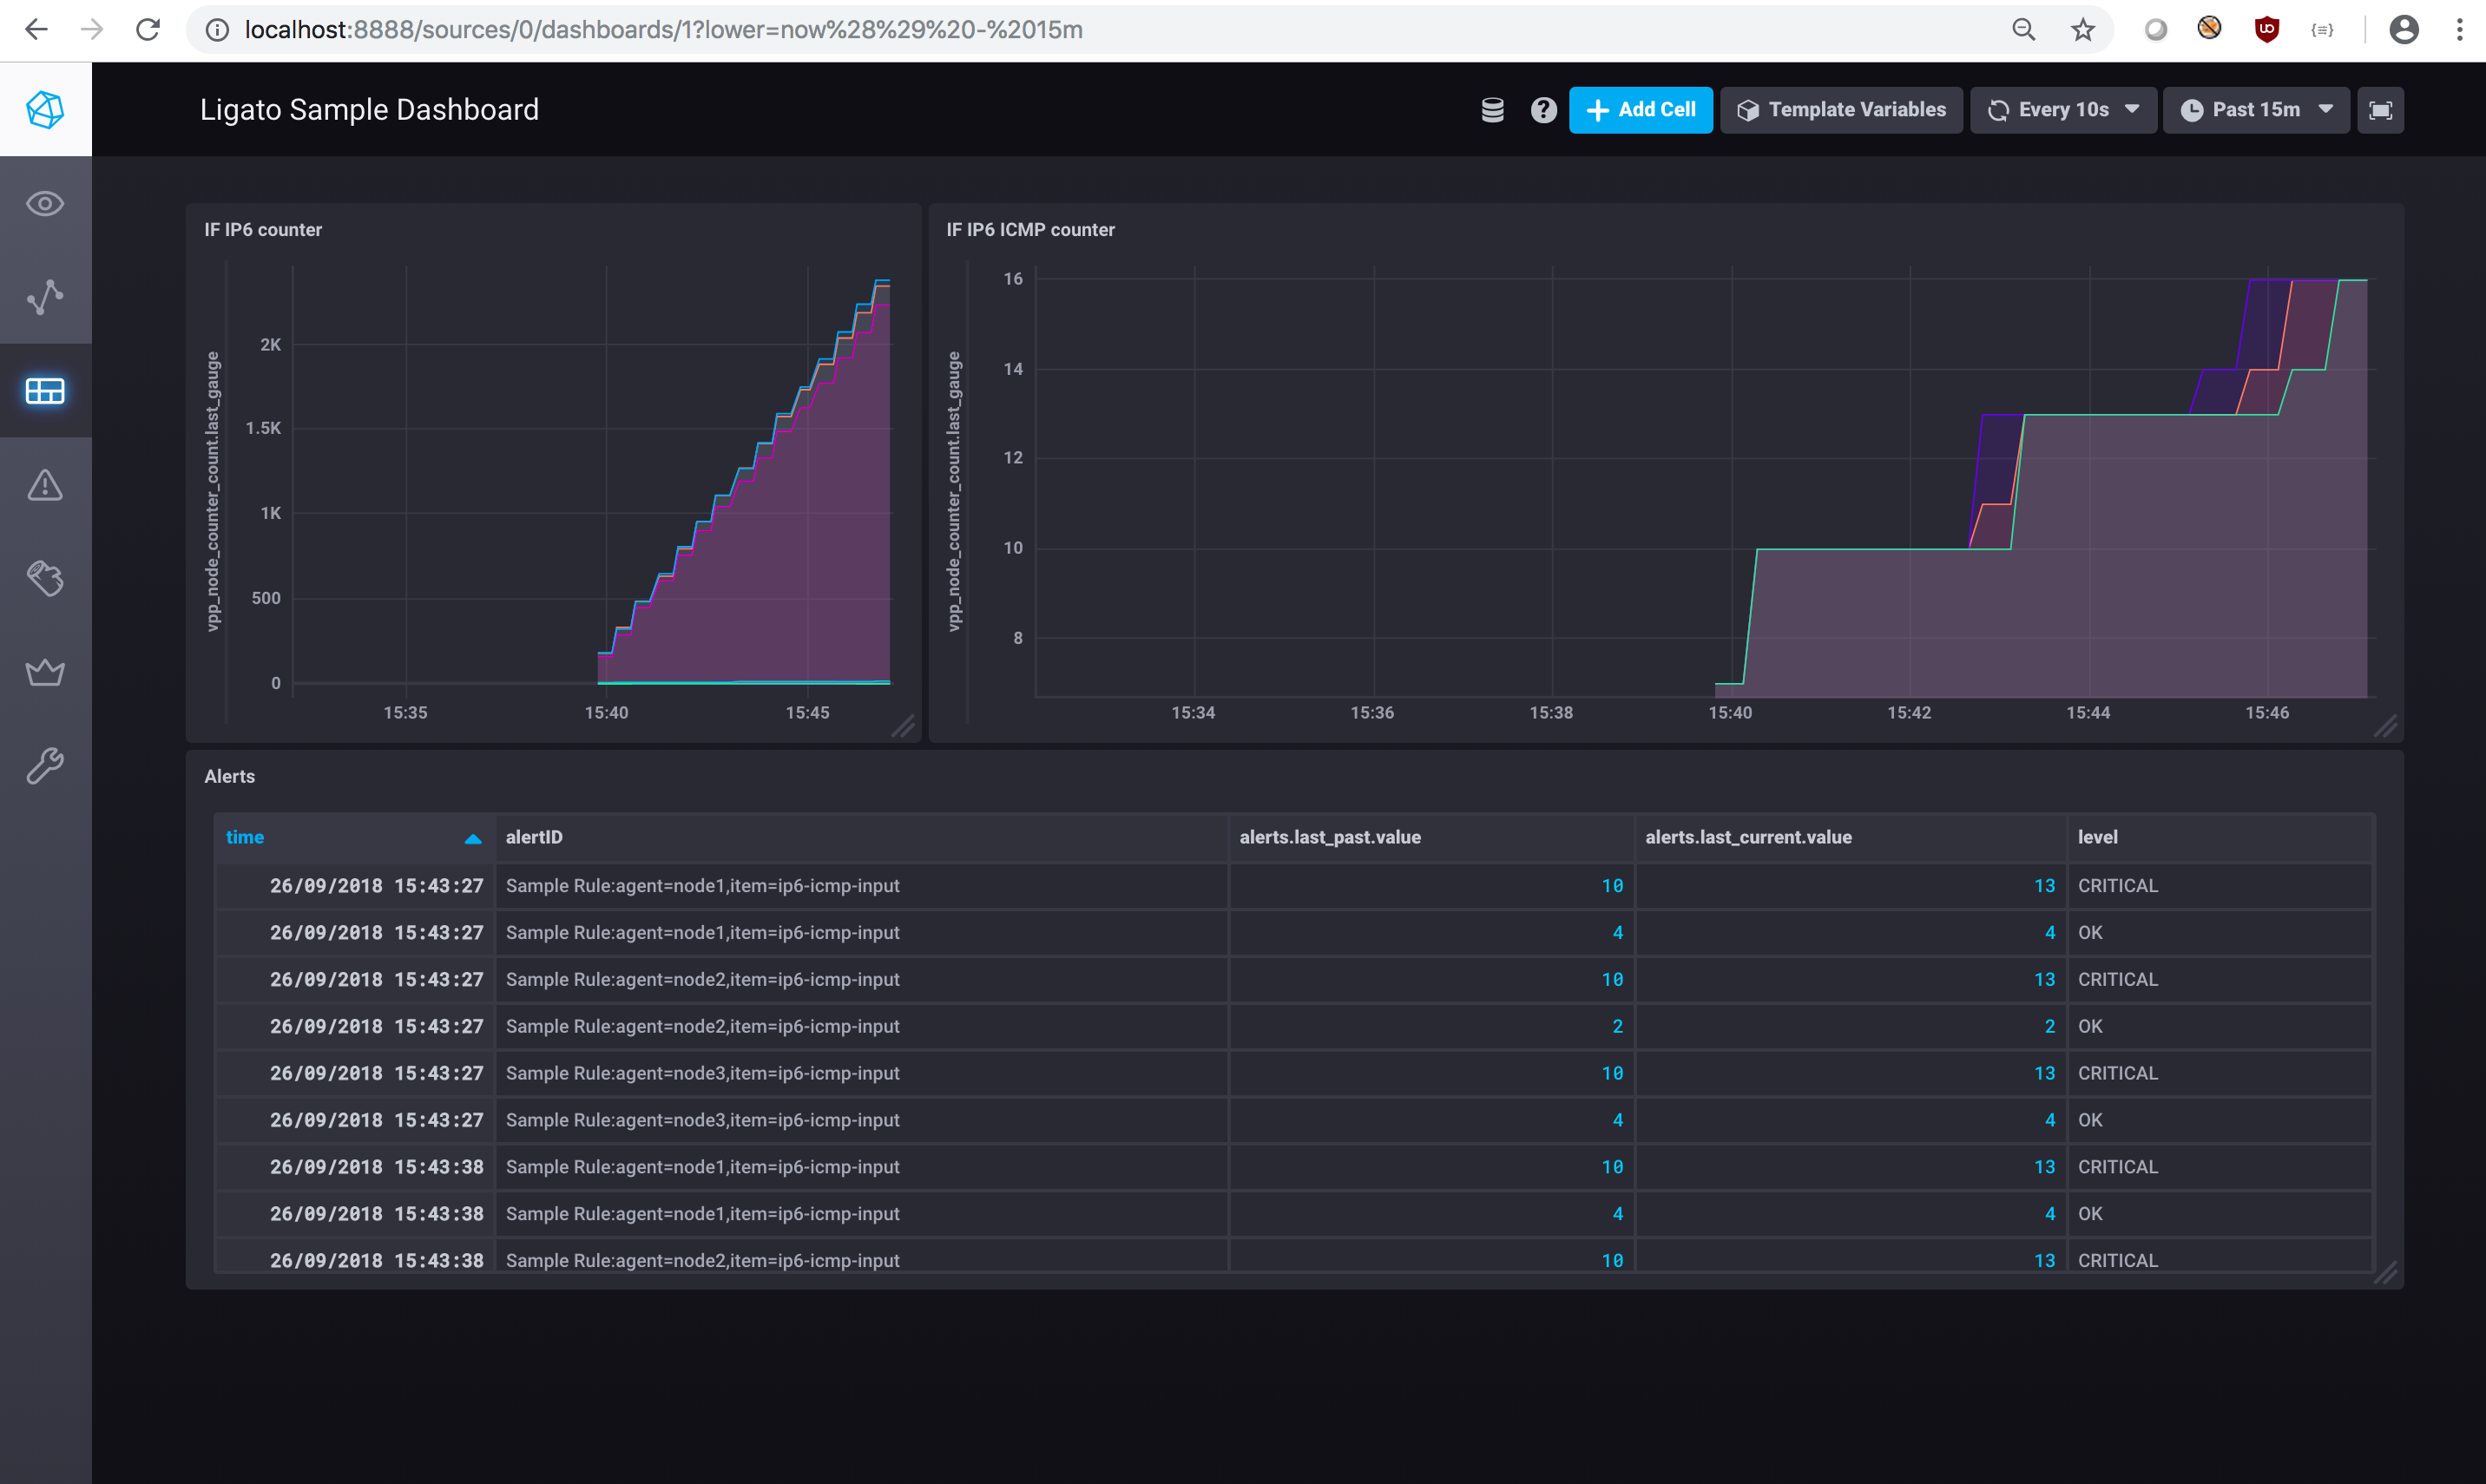 localhost:8888/sources/0/dashboards/1?lower=now%28%29%20-%2015m
Ligato Sample Dashboard
Add Cell
Template Variables
Every 10s
Past 15m
IF IP6 counter
vpp_node_counter_count.last_gauge
2K
1.5K
1K
500
0
15:35 15:40 15:45
IF IP6 ICMP counter
vpp_node_counter_count.last_gauge
16
14
12
10
8
15:34 15:36 15:38 15:40 15:42 15:44 15:46
Alerts
time alertID alerts.last_past.value alerts.last_current.value level
26/09/2018 15:43:27 Sample Rule:agent=node1,item=ip6-icmp-input 10 13 CRITICAL
26/09/2018 15:43:27 Sample Rule:agent=node1,item=ip6-icmp-input 4 4 OK
26/09/2018 15:43:27 Sample Rule:agent=node2,item=ip6-icmp-input 10 13 CRITICAL
26/09/2018 15:43:27 Sample Rule:agent=node2,item=ip6-icmp-input 2 2 OK
26/09/2018 15:43:27 Sample Rule:agent=node3,item=ip6-icmp-input 10 13 CRITICAL
26/09/2018 15:43:27 Sample Rule:agent=node3,item=ip6-icmp-input 4 4 OK
26/09/2018 15:43:38 Sample Rule:agent=node1,item=ip6-icmp-input 10 13 CRITICAL
26/09/2018 15:43:38 Sample Rule:agent=node1,item=ip6-icmp-input 4 4 OK
26/09/2018 15:43:38 Sample Rule:agent=node2,item=ip6-icmp-input 10 13 CRITICAL